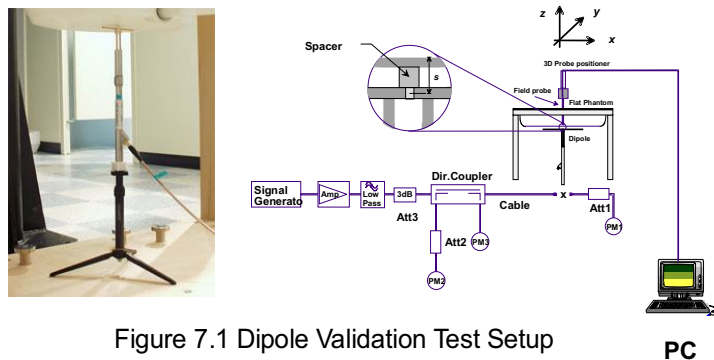 z
y
x
Spacer
s
3D Probe positioner
Field probe
Flat Phantom
Dipole
Signal
Generato
Amp
Low
Pass
3dB
Att3
Dir.Coupler
Cable
x
Att1
PM1
Att2
PM3
PM2
Figure 7.1 Dipole Validation Test Setup
PC